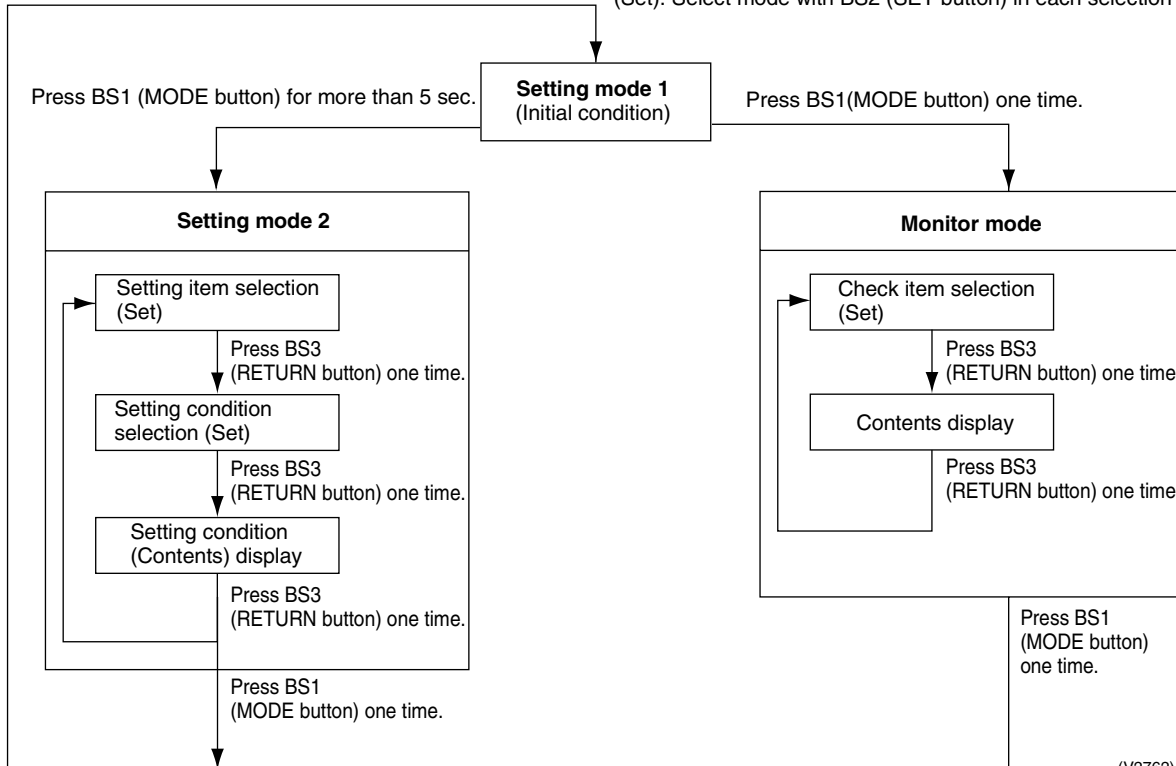 (Set): Select mode with BS2 (SET button) in each selection
Setting mode 1
(Initial condition)
Press BS1 (MODE button) for more than 5 sec.
Press BS1(MODE button) one time.
Setting mode 2
Setting item selection
(Set)
Press BS3
(RETURN button) one time.
Setting condition
selection (Set)
Press BS3
(RETURN button) one time.
Setting condition
(Contents) display
Press BS3
(RETURN button) one time.
Press BS1
(MODE button) one time.
Monitor mode
Check item selection
(Set)
Press BS3
(RETURN button) one time
Contents display
Press BS3
(RETURN button) one time
Press BS1
(MODE button)
one time.